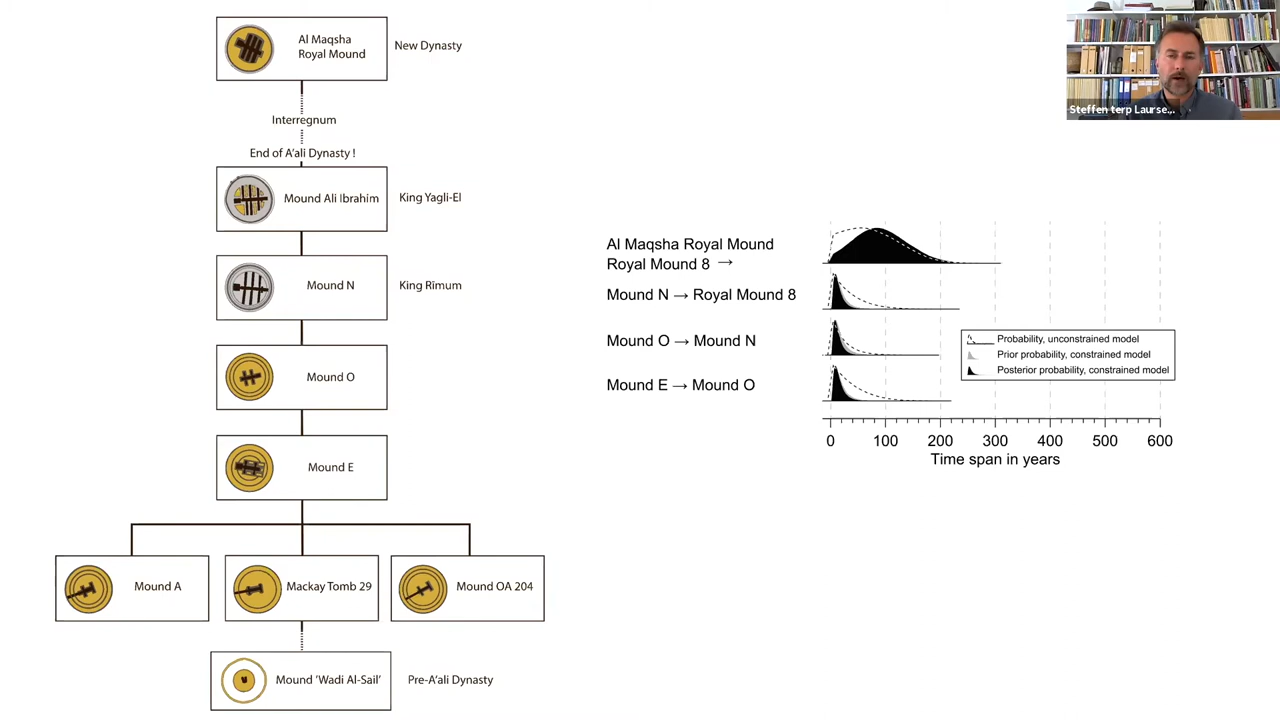 Al Maqsha
Royal Mound
New Dynasty
Interregnum
End of A'ali Dynasty !
Mound Ali Ibrahim
King Yagli-El
Mound N
King Rimum
Mound O
Mound E
Mound A
Mackay Tomb 29
Mound OA 204
Mound 'Wadi Al-Sail'
Pre-A'ali Dynasty
Steffen terp Laurse...
Al Maqsha Royal Mound
Royal Mound 8 →
Mound N → Royal Mound 8
Mound O → Mound N
Mound E → Mound O
Probability, unconstrained model
Prior probability, constrained model
Posterior probability, constrained model
0 100 200 300 400 500 600
Time span in years